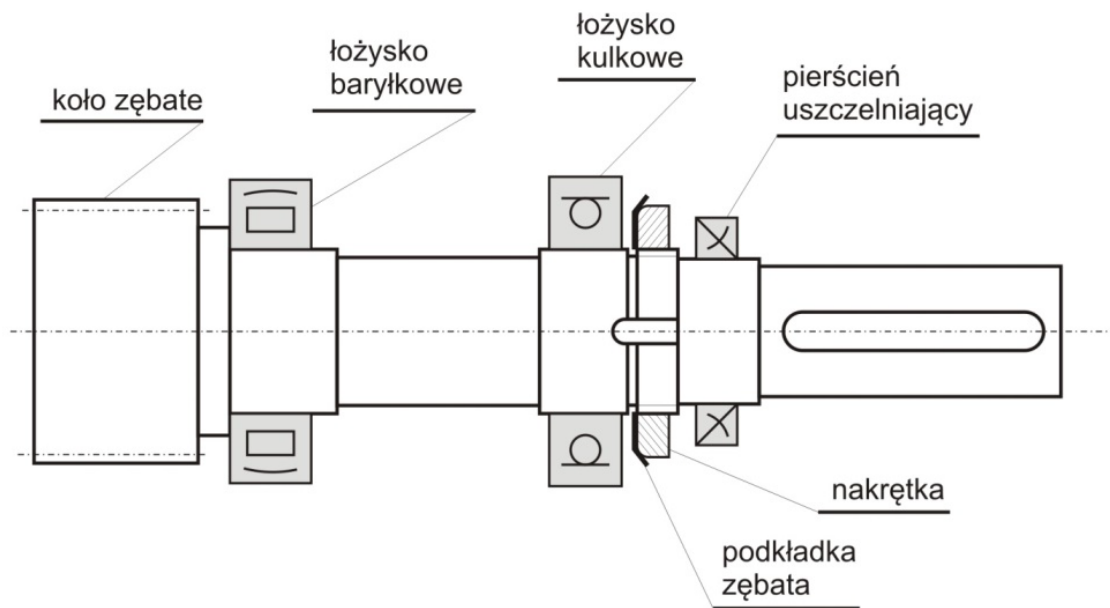 koło zębate
łożysko
baryłkowe
łożysko
kulkowe
pierścień
uszczelniający
nakrętka
podkładka
zębata